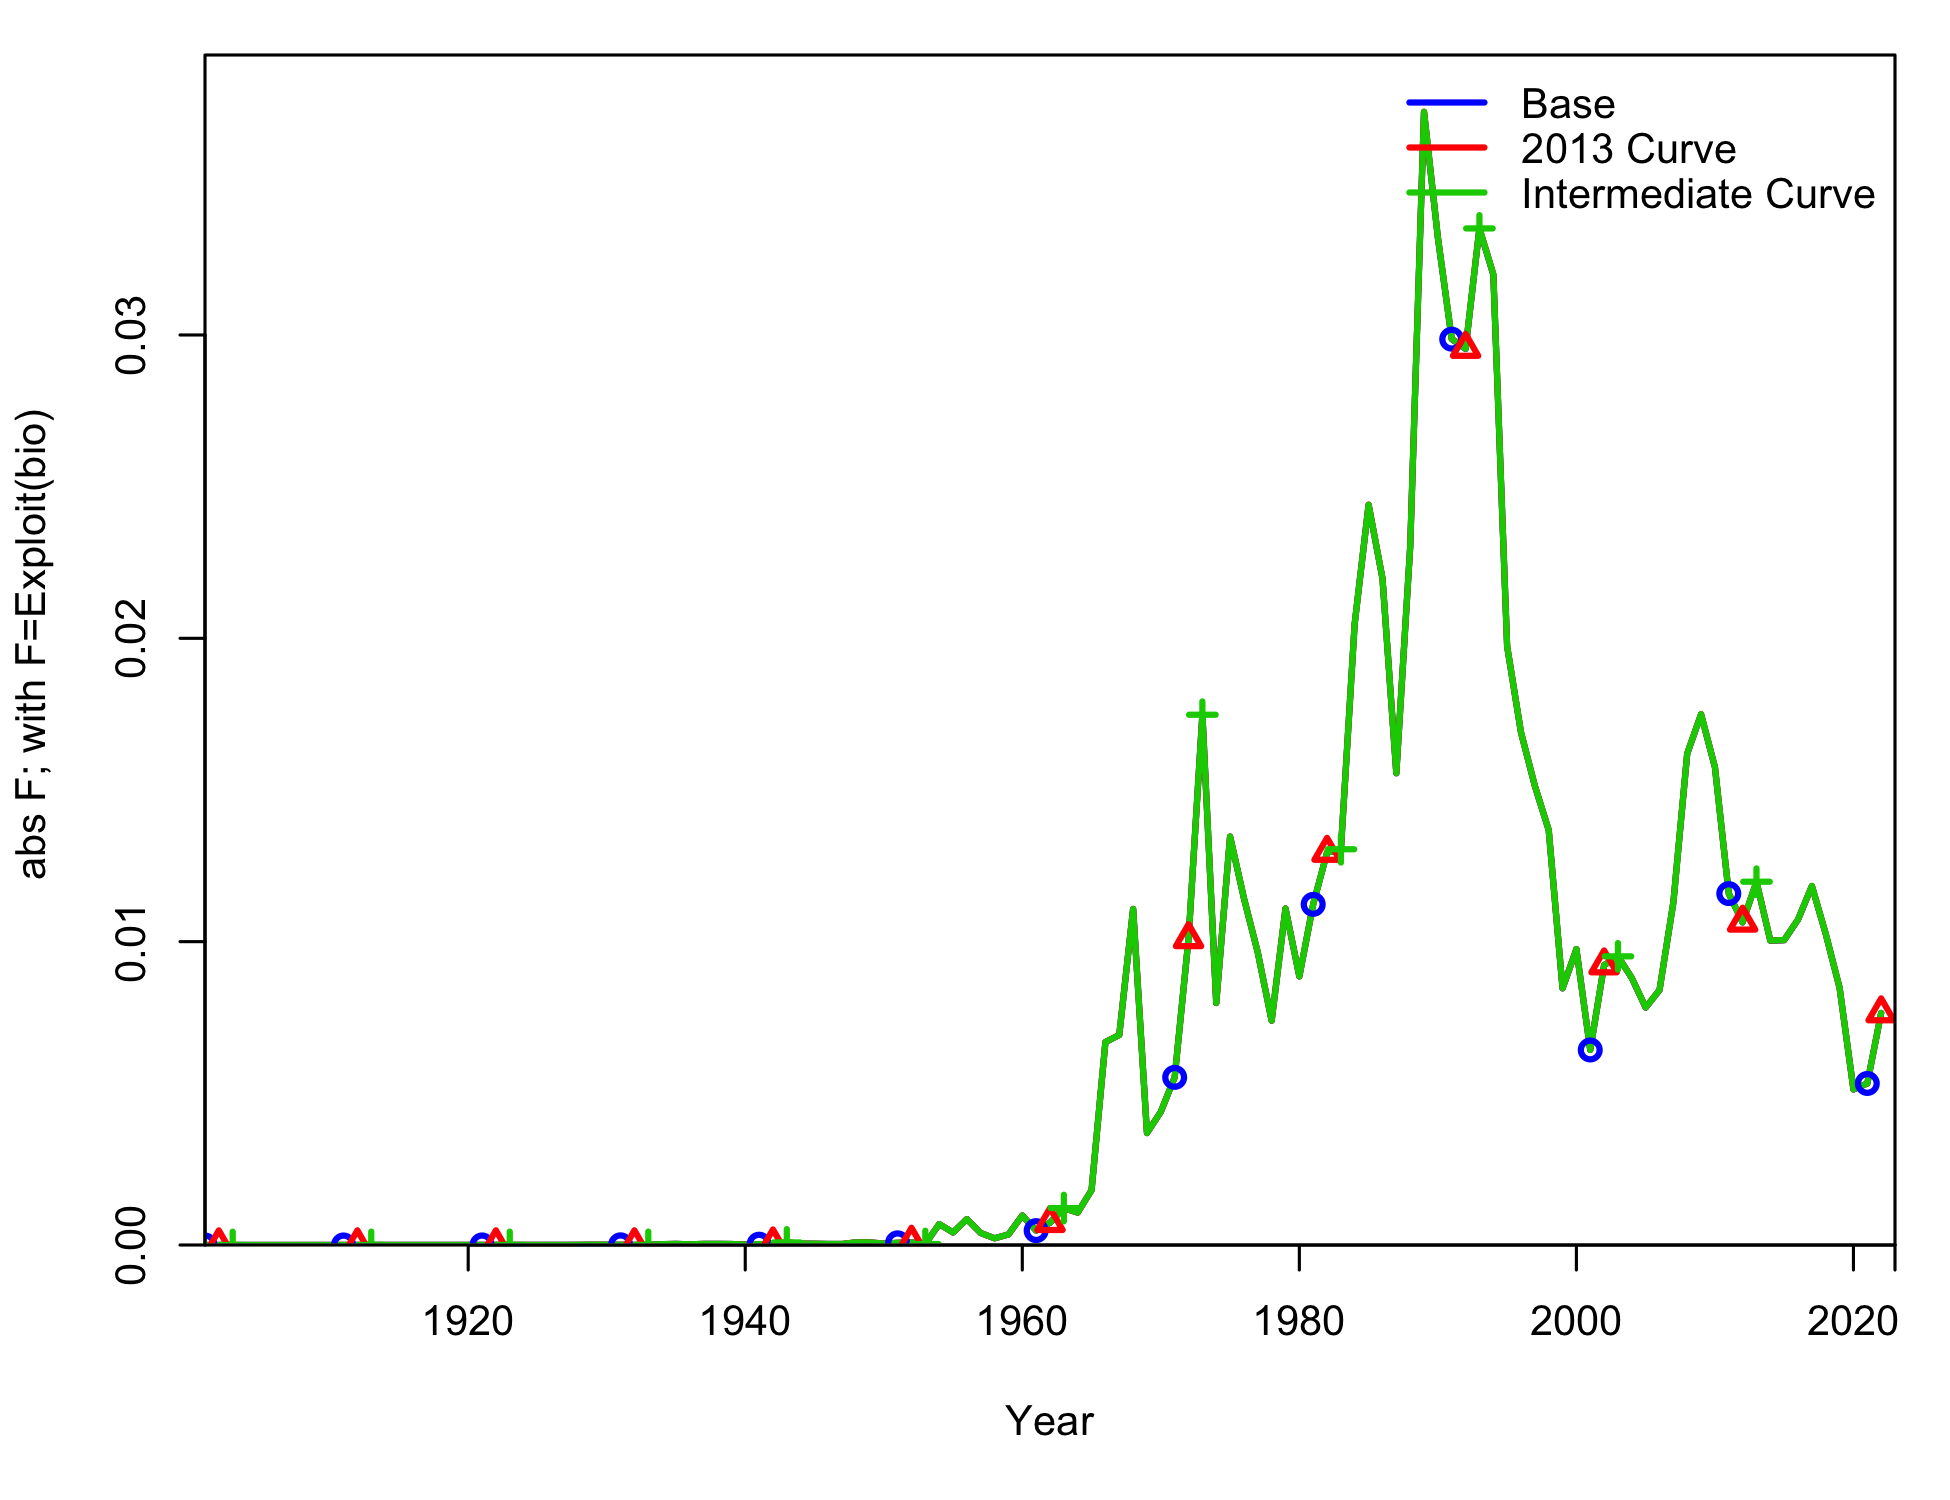 Base
2013 Curve
Intermediate Curve
abs F; with F=Exploit(bio)
0.03
0.02
0.01
0.00
1920 1940 1960 1980 2000 2020
Year